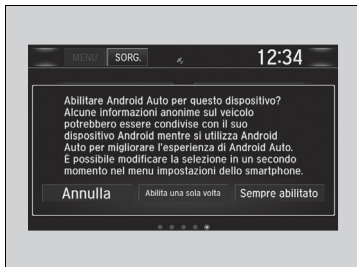 MENU SORG. 12:34
Abilitare Android Auto per questo dispositivo?
Alcune informazioni anonime sul veicolo
potrebbero essere condivise con il suo
dispositivo Android mentre si utilizza Android
Auto per migliorare l'esperienza di Android Auto.
È possibile modificare la selezione in un secondo
momento nel menu impostazioni dello smartphone.
Annulla Abilita una sola volta Sempre abilitato